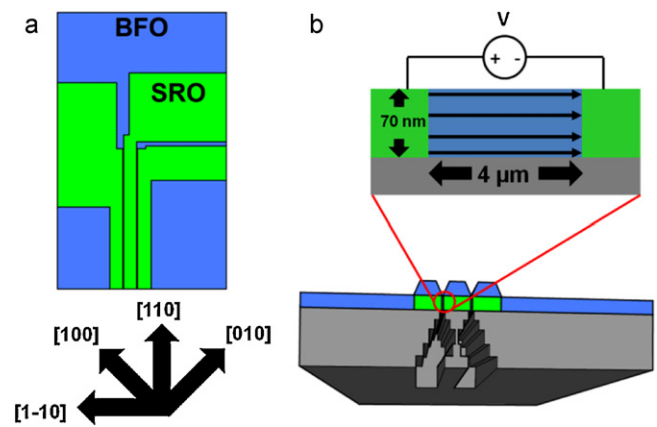 a
BFO
SRO
[110]
[100]
[010]
[1-10]
b
V
+ -
70 nm
4 μm